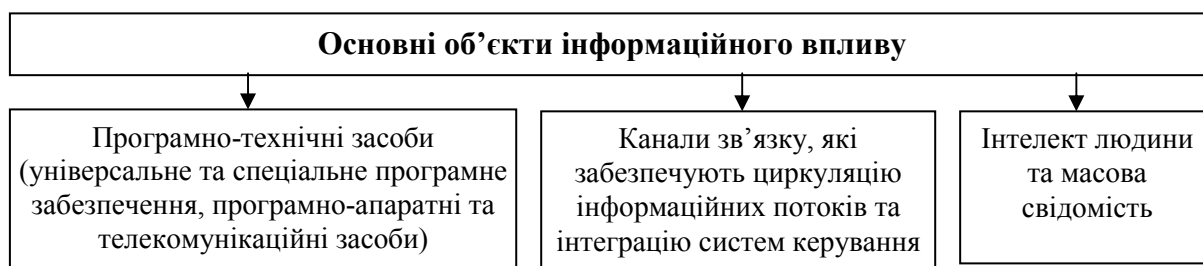 Основні об’єкти інформаційного впливу
Програмно-технічні засоби
(універсальне та спеціальне програмне
забезпечення, програмно-апаратні та
телекомунікаційні засоби)
Канали зв’язку, які
забезпечують циркуляцію
інформаційних потоків та
інтеграцію систем керування
Інтелект людини
та масова
свідомість